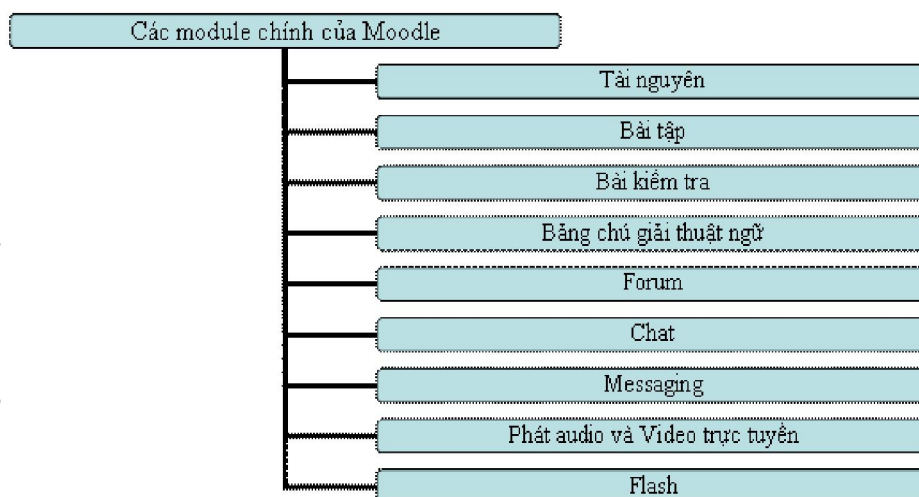 Các module chính của Moodle
Tài nguyên
Bài tập
Bài kiểm tra
Bảng chú giải thuật ngữ
Forum
Chat
Messaging
Phát audio và Video trực tuyến
Flash